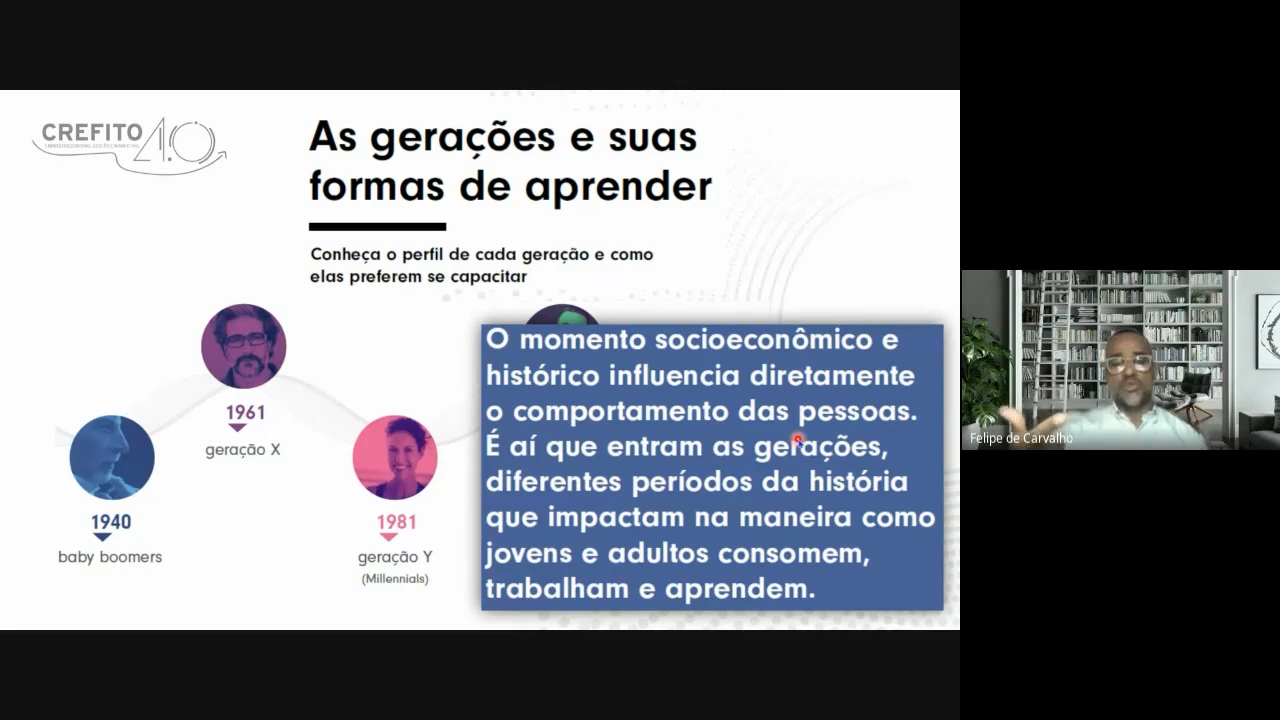 CREFITO 4.0
As gerações e suas
formas de aprender
Conheça o perfil de cada geração e como
elas preferem se capacitar
1961
geração X
1940
baby boomers
1981
geração Y
(Millennials)
O momento socioeconômico e
histórico influencia diretamente
o comportamento das pessoas.
É aí que entram as gerações,
diferentes períodos da história
que impactam na maneira como
jovens e adultos consomem,
trabalham e aprendem.
Felipe de Carvalho